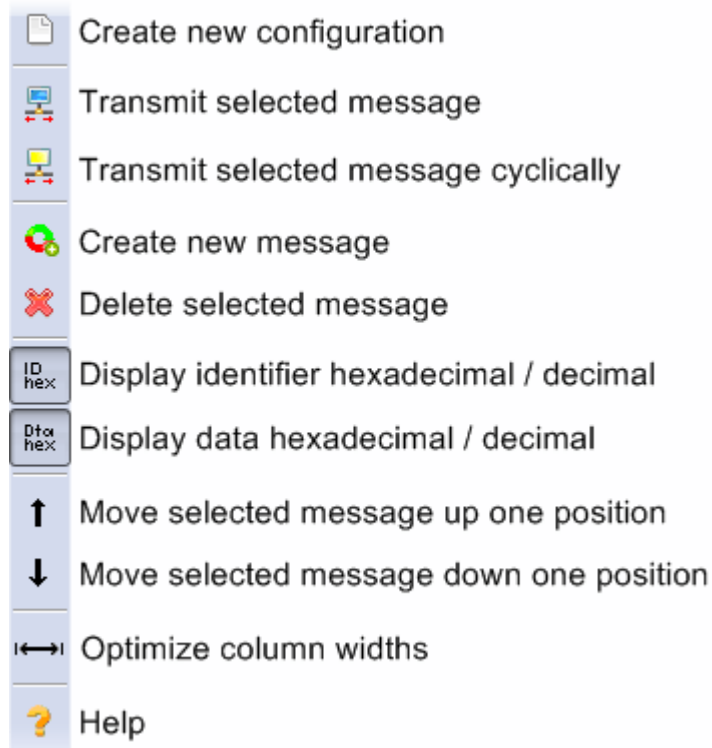 Create new configuration
Transmit selected message
Transmit selected message cyclically
Create new message
Delete selected message
ID
hex
Display identifier hexadecimal / decimal
Dta
hex
Display data hexadecimal / decimal
Move selected message up one position
Move selected message down one position
Optimize column widths
? Help